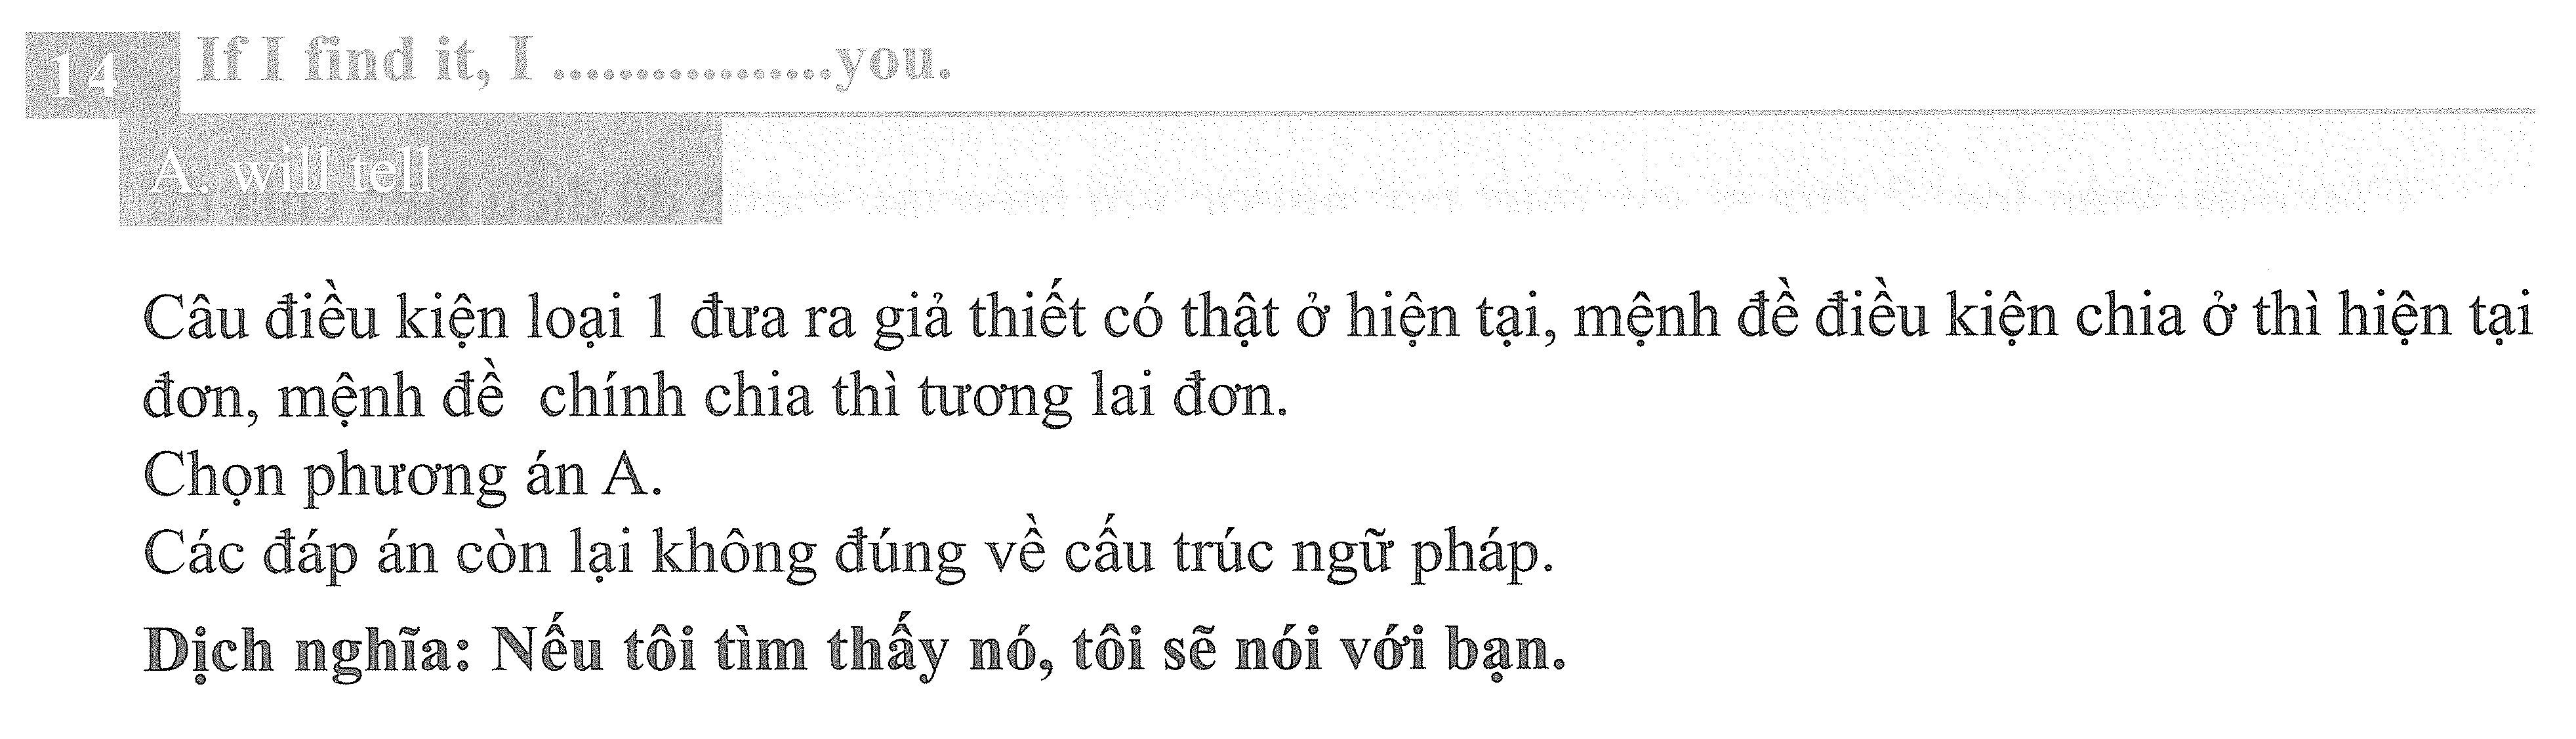 14 If I find it, I .................you.
A. will tell
Câu điều kiện loại 1 đưa ra giả thiết có thật ở hiện tại, mệnh đề điều kiện chia ở thì hiện tại
đơn, mệnh đề chính chia thì tương lai đơn.
Chọn phương án A.
Các đáp án còn lại không đúng về cấu trúc ngữ pháp.
Dịch nghĩa: Nếu tôi tìm thấy nó, tôi sẽ nói với bạn.